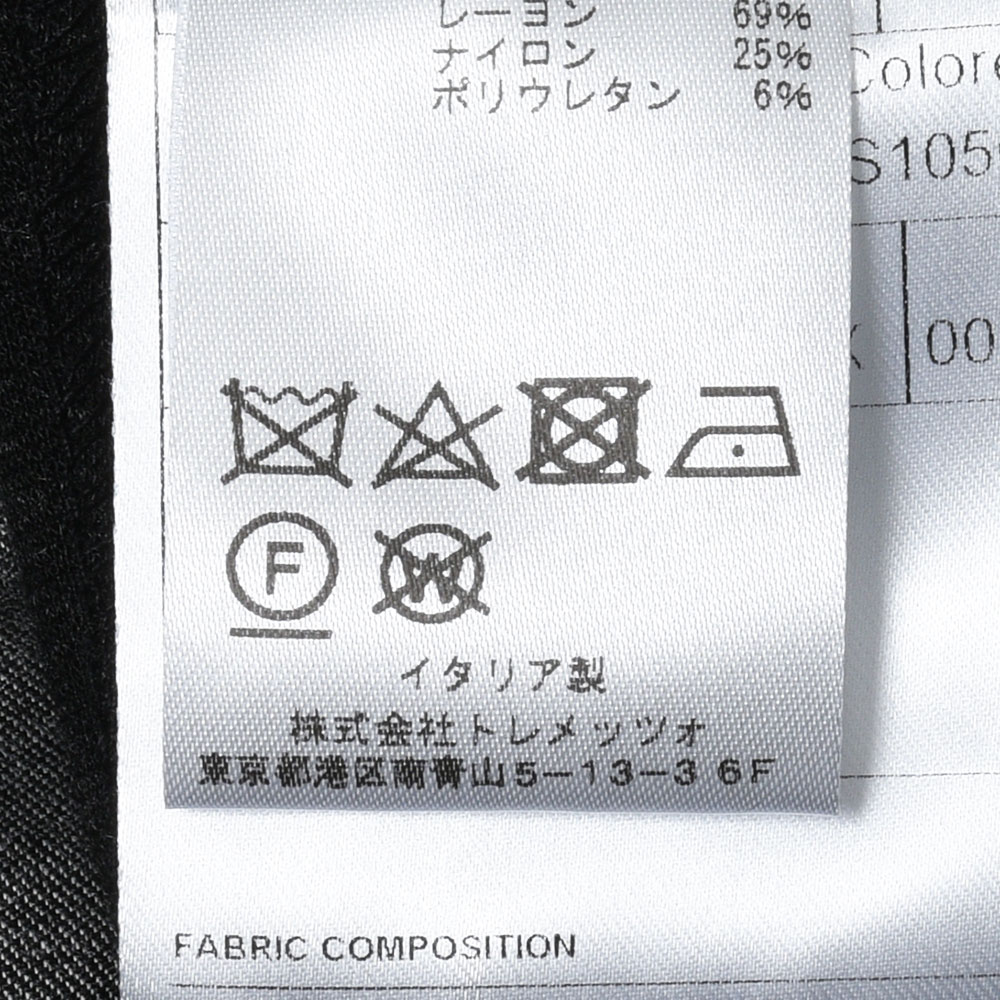 レーヨン 69%
ナイロン 25%
ポリウレタン 6%
Colore
S105
00
F
W
イタリア製
株式会社トレメッツォ
東京都港区南青山5-13-3 6F
FABRIC COMPOSITION